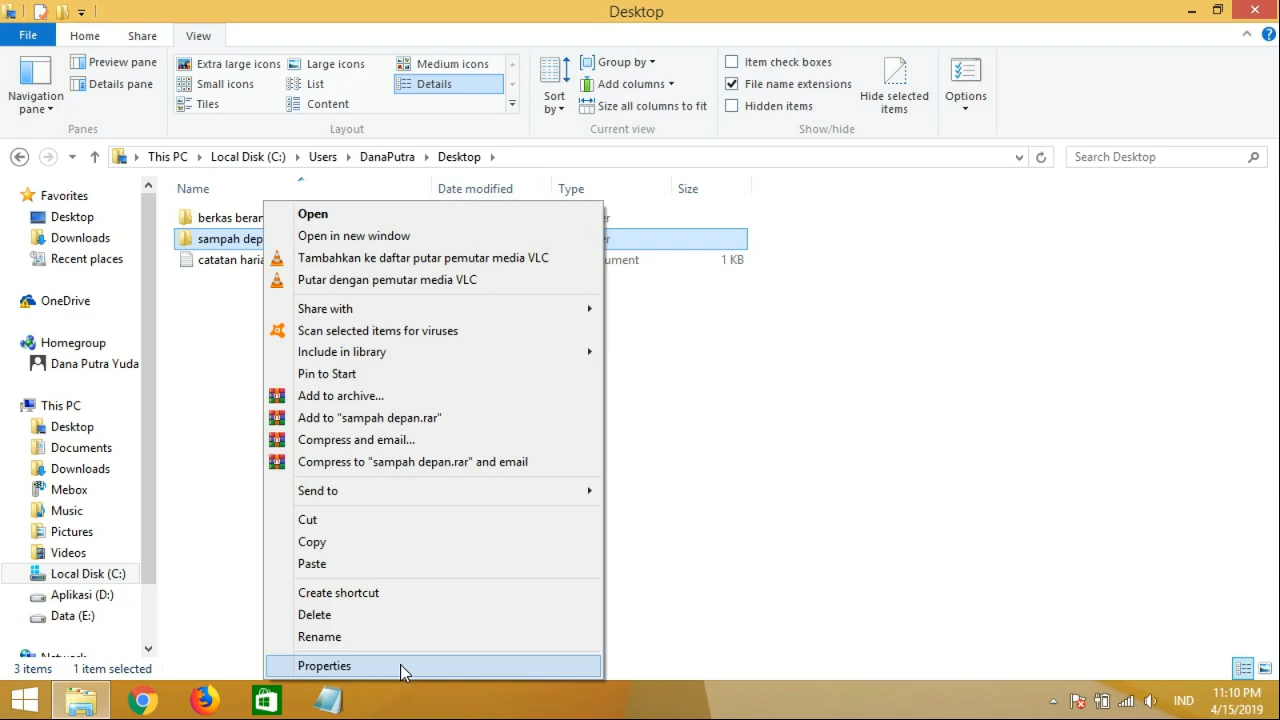 Desktop
File Home Share View
Navigation pane
Preview pane
Details pane
Panes
Extra large icons Large icons Medium icons
Small icons List Details
Tiles Content
Layout
Sort by
Group by
Add columns
Size all columns to fit
Current view
Item check boxes
File name extensions
Hidden items
Hide selected items
Show/hide
Options
This PC Local Disk (C:) Users DanaPutra Desktop
Search Desktop
Favorites
Desktop
Downloads
Recent places
OneDrive
Homegroup
Dana Putra Yuda
This PC
Desktop
Documents
Downloads
Mebox
Music
Pictures
Videos
Local Disk (C:)
Aplikasi (D:)
Data (E:)
Name Date modified Type Size
berkas
sampah
catatan 1 KB
Open
Open in new window
Tambahkan ke daftar putar pemutar media VLC
Putar dengan pemutar media VLC
Share with
Scan selected items for viruses
Include in library
Pin to Start
Add to archive...
Add to "sampah depan.rar"
Compress and email...
Compress to "sampah depan.rar" and email
Send to
Cut
Copy
Paste
Create shortcut
Delete
Rename
Properties
3 items 1 item selected
IND
11:10 PM
4/15/2019